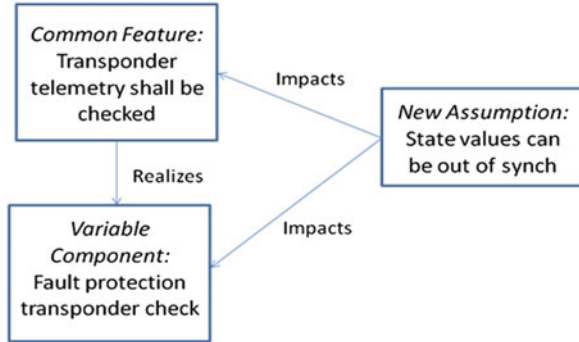 Common Feature:
Transponder
telemetry shall be
checked
Impacts
New Assumption:
State values can
be out of synch
Realizes
Variable
Component:
Fault protection
transponder check
Impacts